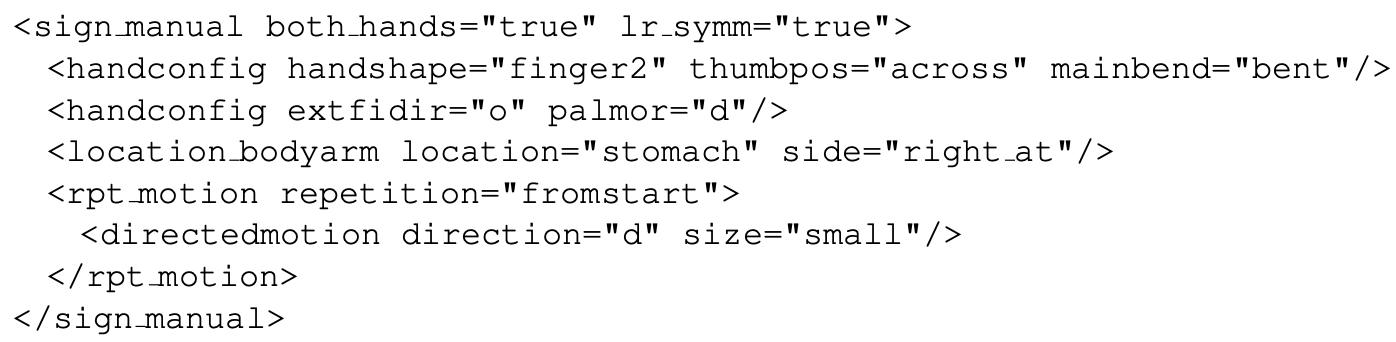 <sign_manual both_hands="true" lr_symm="true">
<handconfig handshape="finger2" thumbpos="across" mainbend="bent"/>
<handconfig extfidir="o" palmor="d"/>
<location_bodyarm location="stomach" side="right_at"/>
<rpt_motion repetition="fromstart">
<directedmotion direction="d" size="small"/>
</rpt_motion>
</sign_manual>